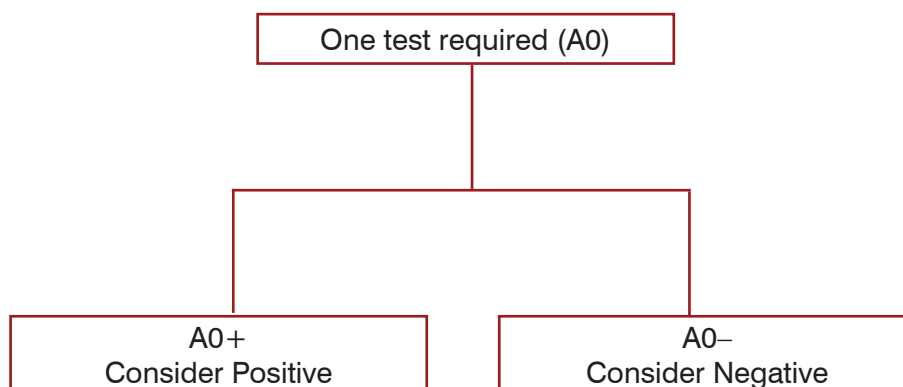 One test required (A0)
A0+
Consider Positive
A0−
Consider Negative